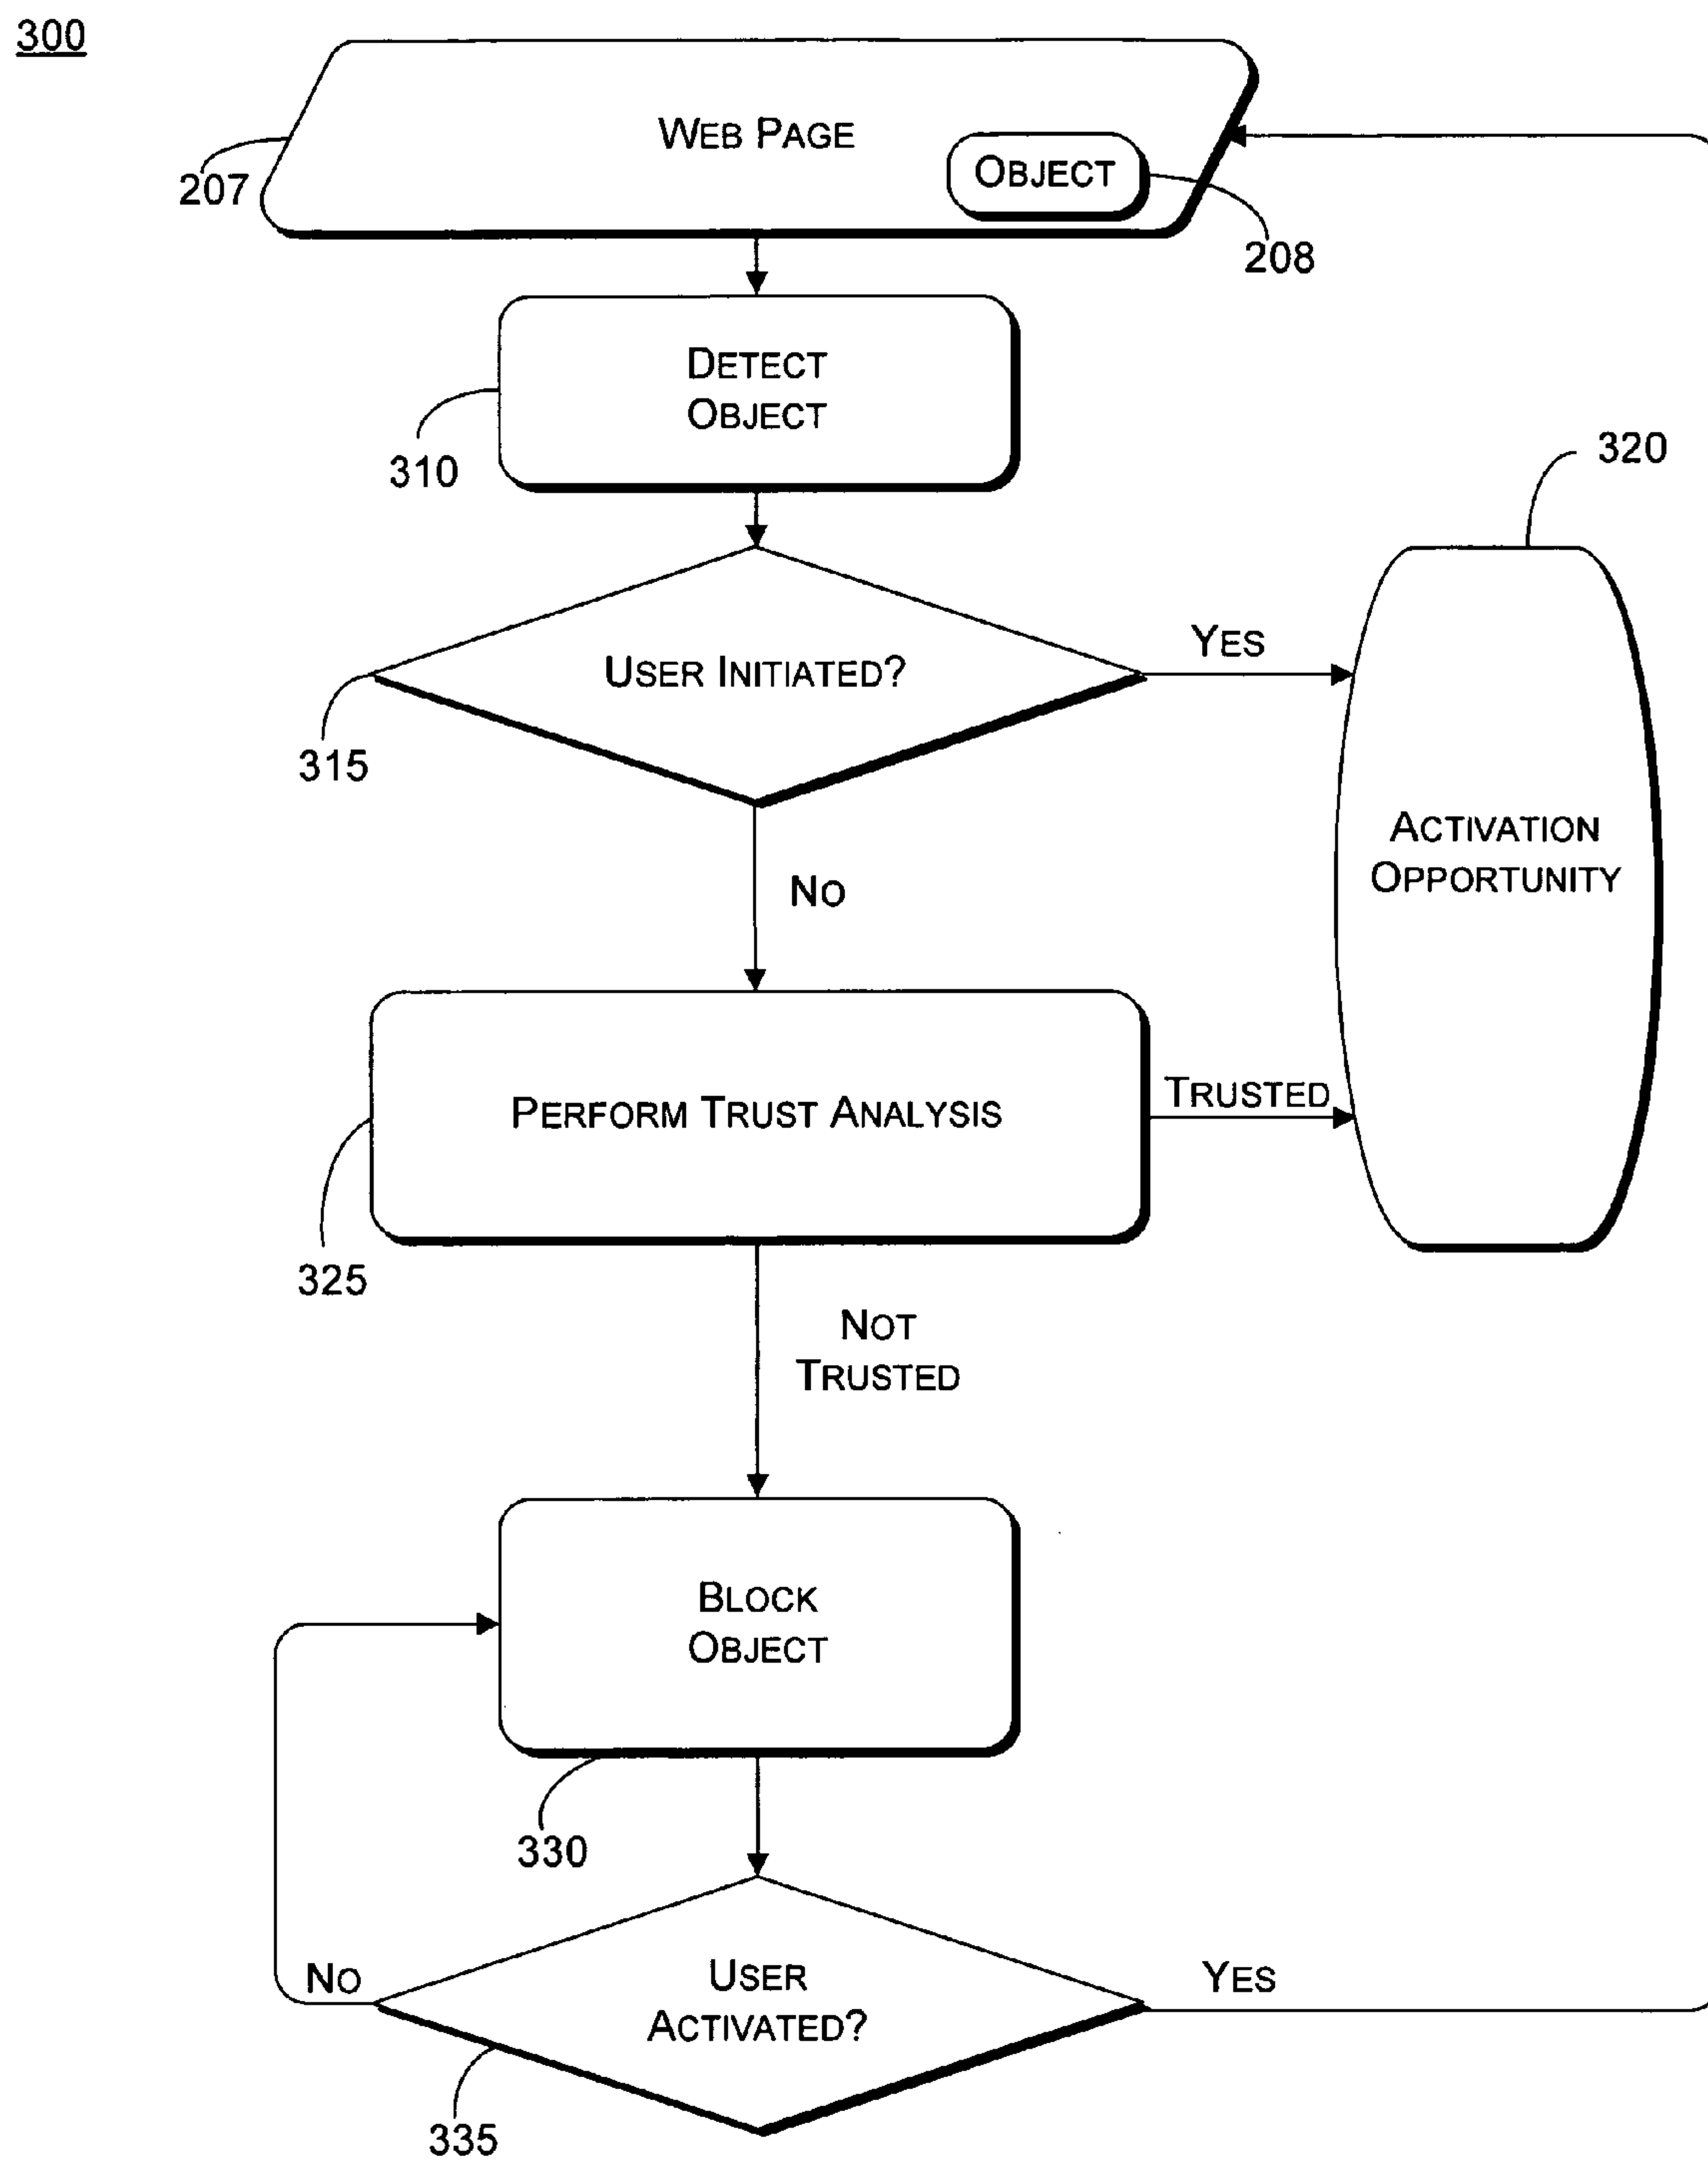 300
WEB PAGE
OBJECT
207
208
DETECT
OBJECT
310
320
YES
USER INITIATED?
315
ACTIVATION
OPPORTUNITY
NO
TRUSTED
PERFORM TRUST ANALYSIS
325
NOT
TRUSTED
BLOCK
OBJECT
330
NO
USER
ACTIVATED?
YES
335